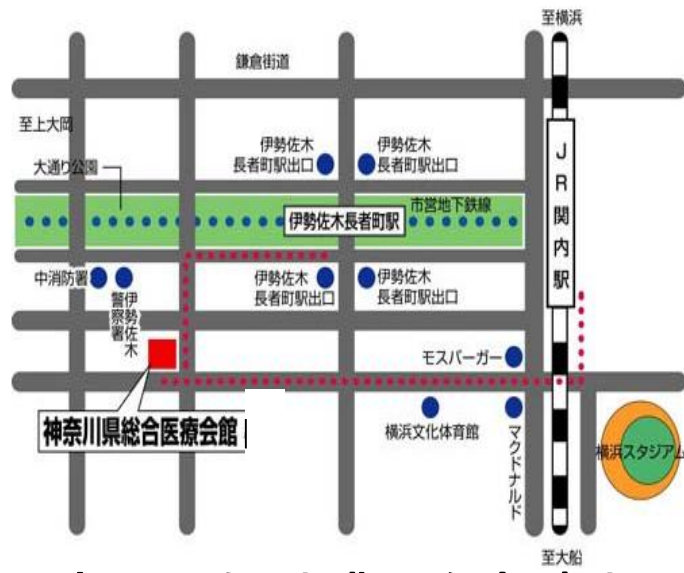 至横浜
鎌倉街道
至上大岡
大通り公園
伊勢佐木
長者町駅出口
伊勢佐木
長者町駅出口
JR関内駅
市営地下鉄線
伊勢佐木長者町駅
中消防署
伊勢佐木
警察署
伊勢佐木
長者町駅出口
伊勢佐木
長者町駅出口
モスバーガー
神奈川県総合医療会館
横浜文化体育館
マクドナルド
横浜スタジアム
至大船